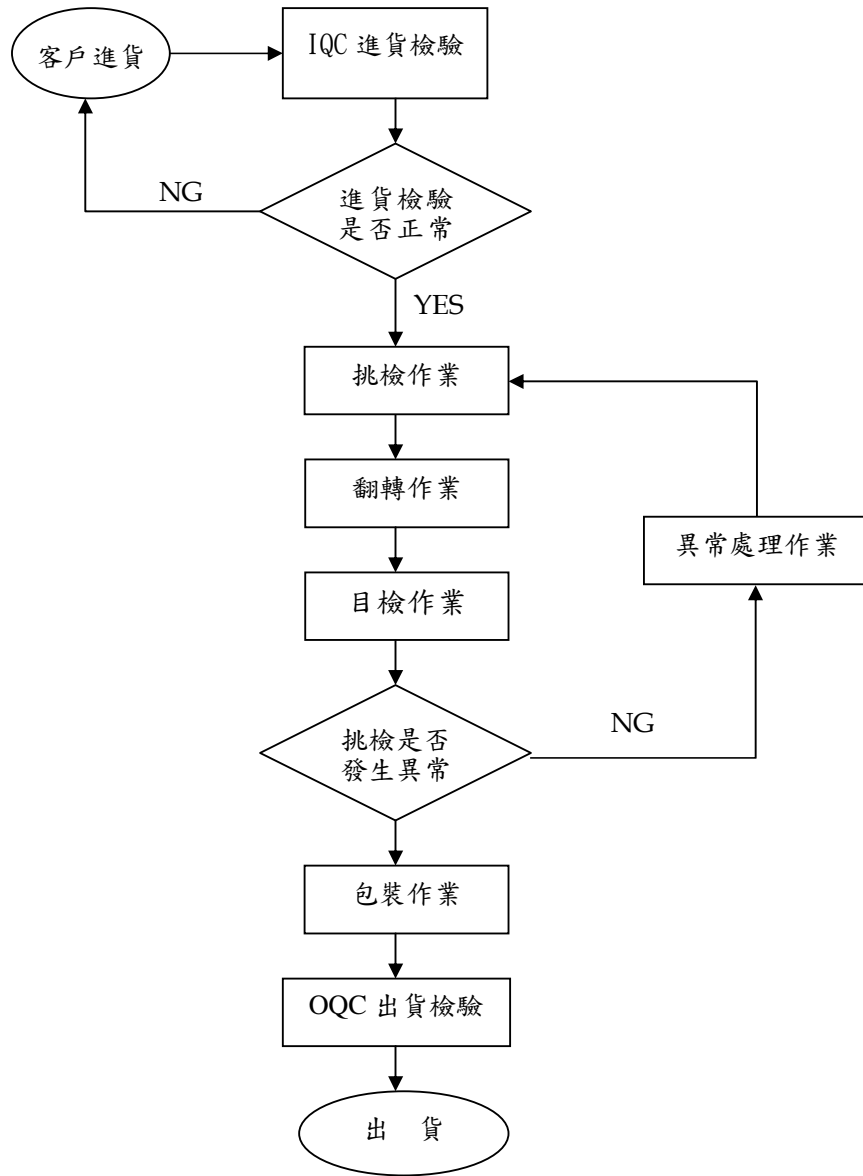 客戶進貨
IQC 進貨檢驗
NG
進貨檢驗
是否正常
YES
挑檢作業
翻轉作業
異常處理作業
目檢作業
NG
挑檢是否
發生異常
包裝作業
OQC 出貨檢驗
出 貨